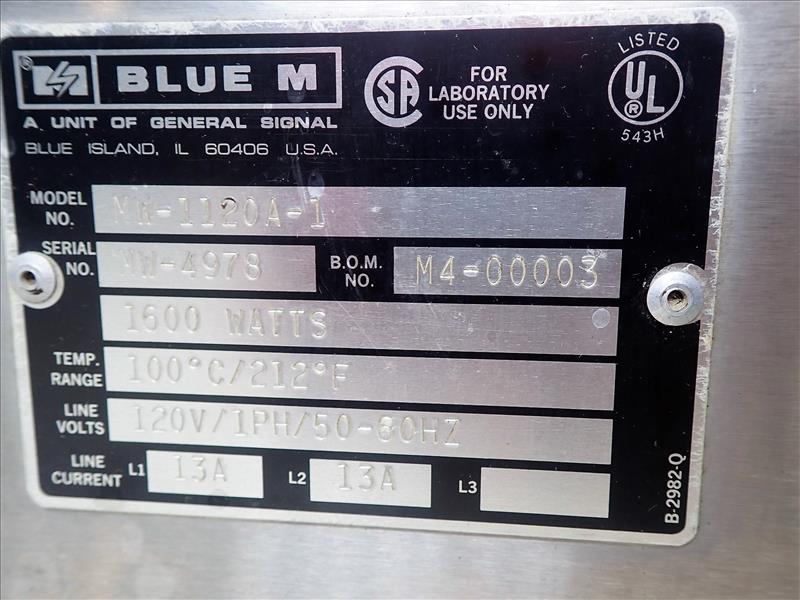 ® BLUE M
A UNIT OF GENERAL SIGNAL
BLUE ISLAND, IL 60406 U.S.A.
CSA
FOR
LABORATORY
USE ONLY
LISTED
UL
®
543H
MODEL NO. MW-1120A-1
SERIAL NO. MW-4978 B.O.M. NO. M4-00003
1600 WATTS
TEMP. RANGE 100°C/212°F
LINE VOLTS 120V/1PH/50-60HZ
LINE CURRENT L1 13A L2 13A L3
B-2982-Q